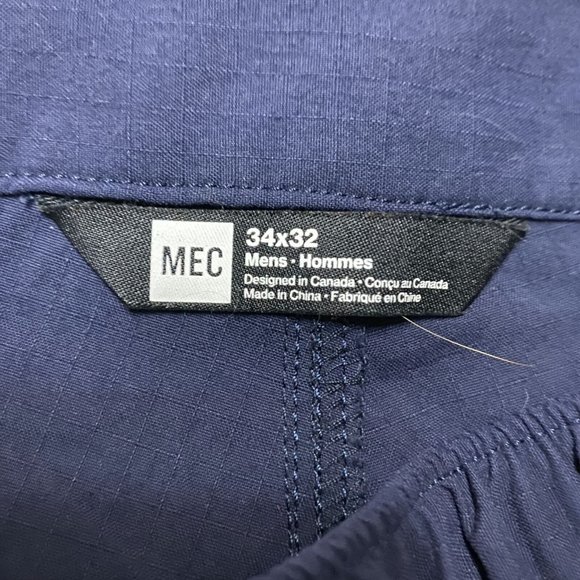 MEC
34x32
Mens • Hommes
Designed in Canada • Conçu au Canada
Made in China • Fabriqué en Chine